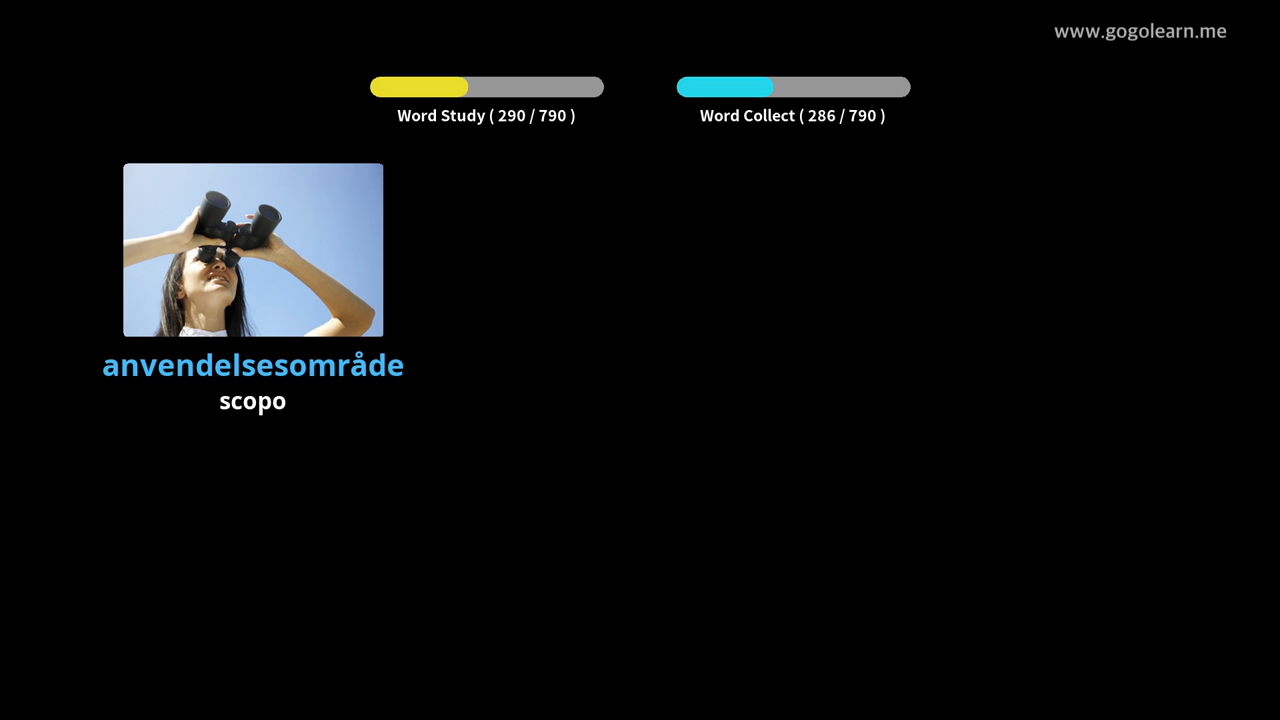 www.gogolearn.me
Word Study ( 290 / 790 )
Word Collect ( 286 / 790 )
anvendelsesområde
scopo